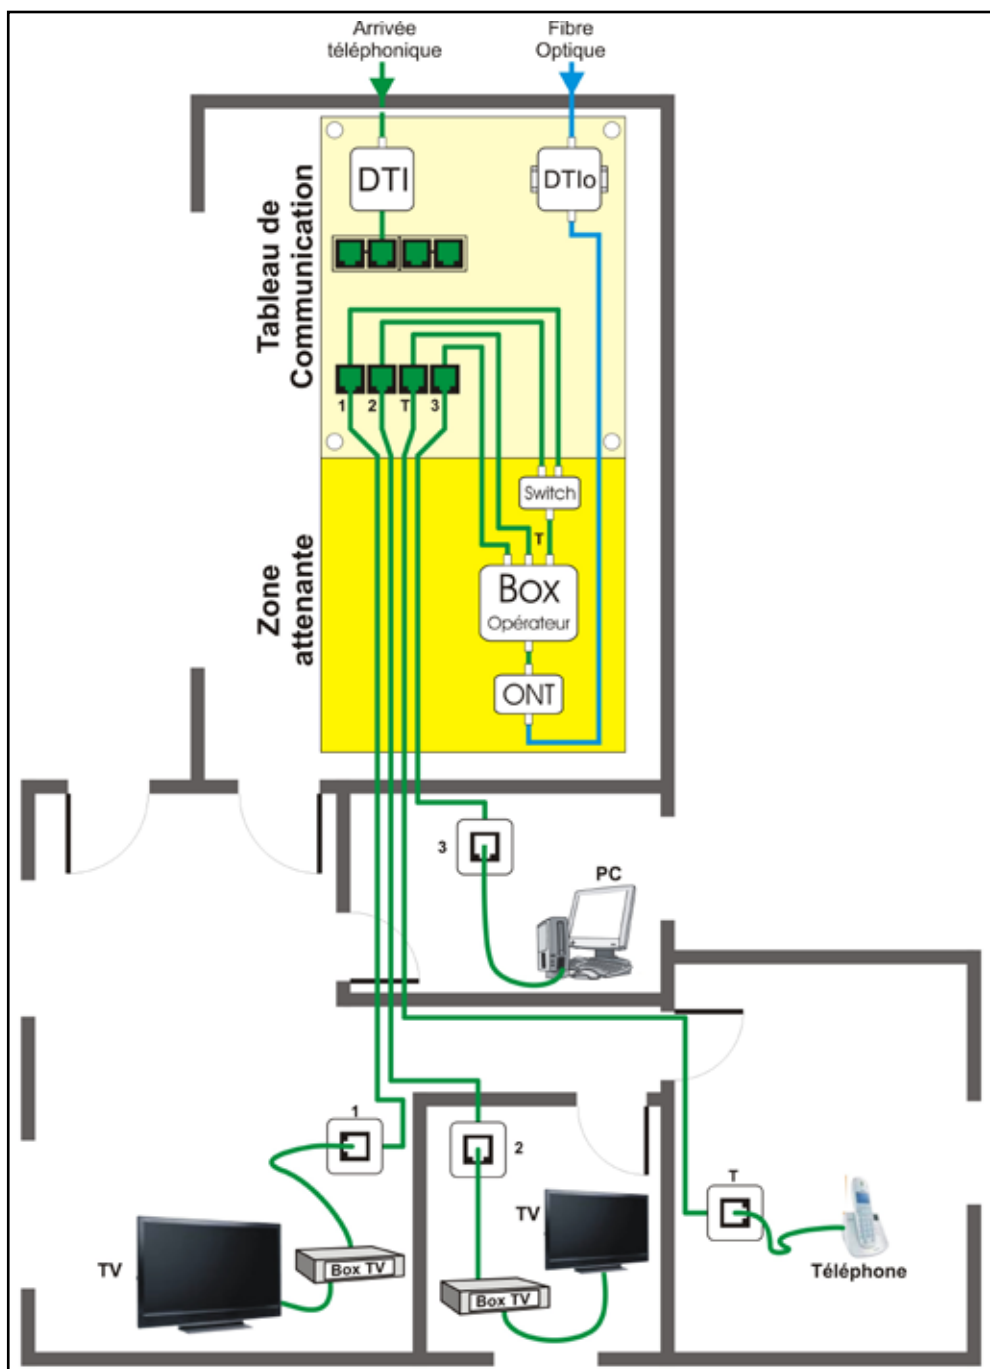 Arrivée
téléphonique
Fibre
Optique
DTI
DTIo
Tableau de
Communication
1
2
T
3
Switch
T
Box
Opérateur
Zone
attenante
ONT
3
PC
1
2
T
TV
Box TV
TV
Box TV
Téléphone